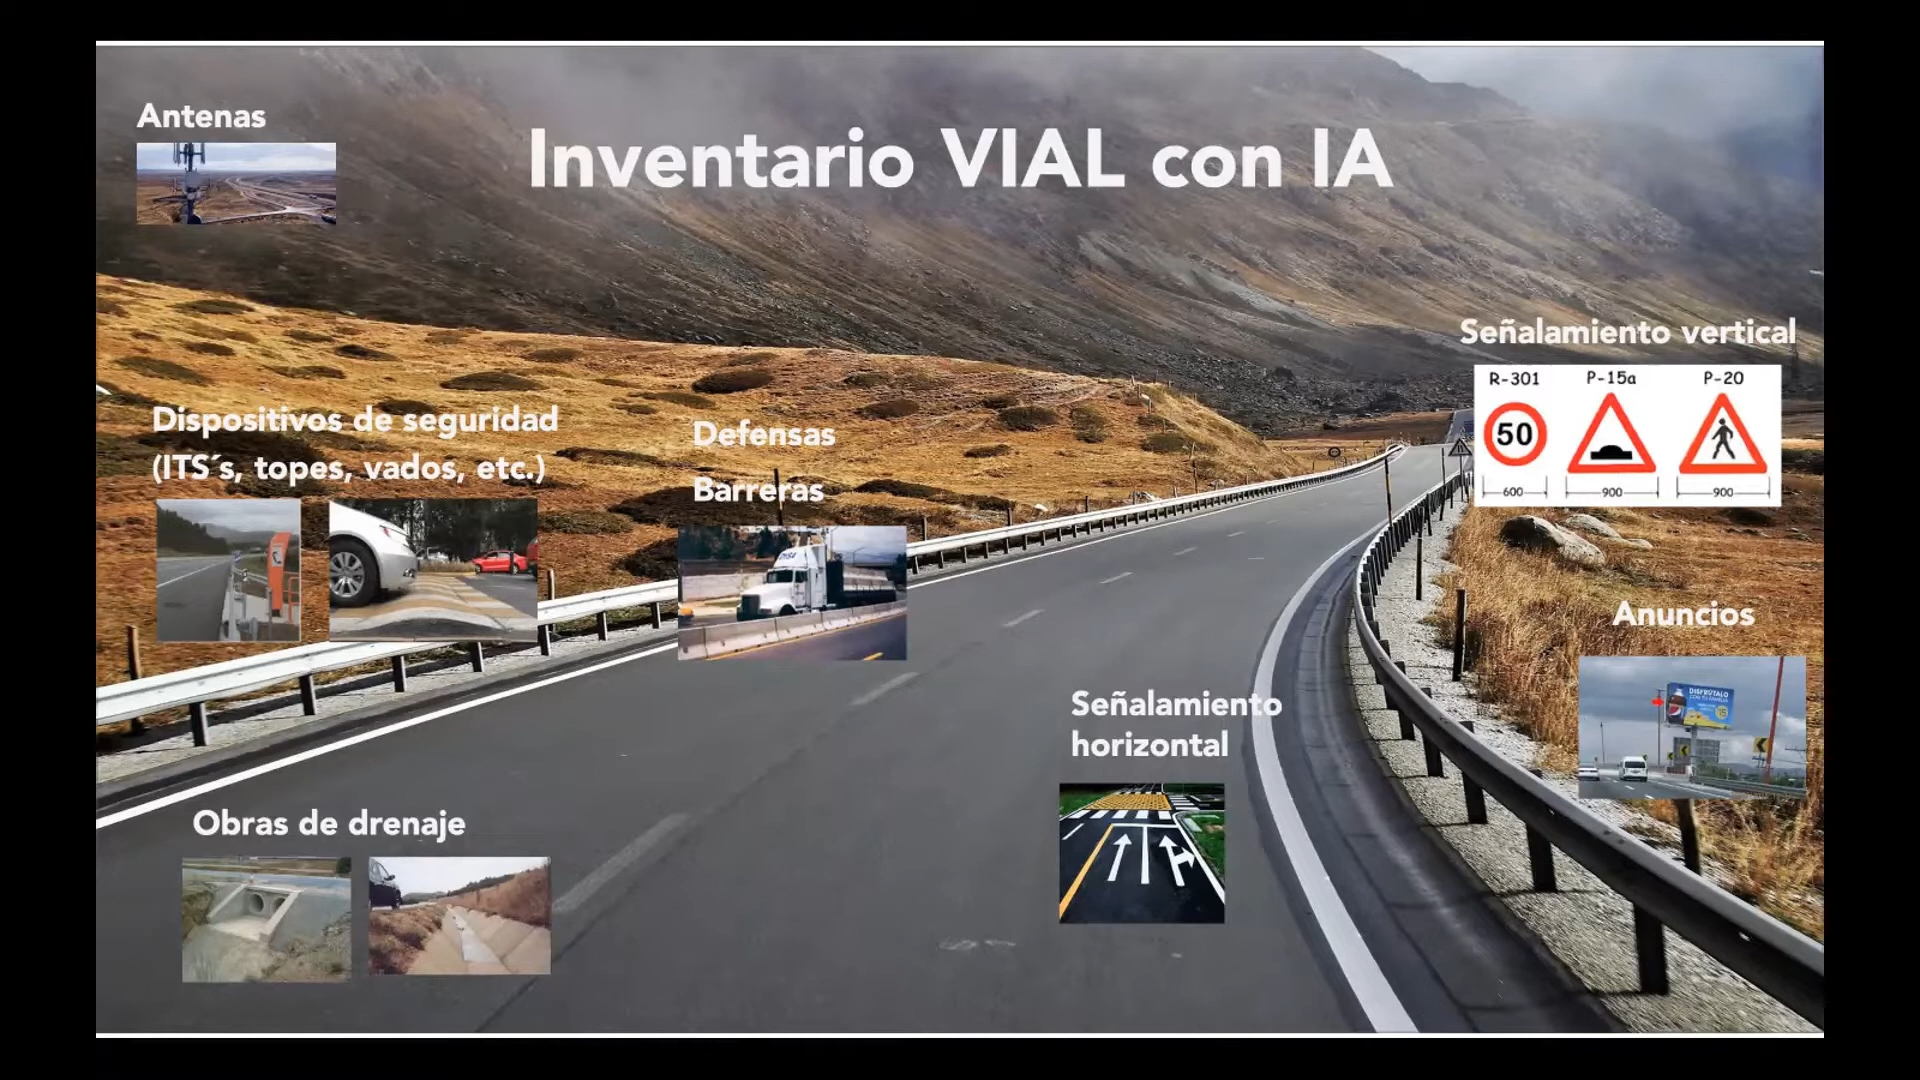 Antenas
Inventario VIAL con IA
Señalamiento vertical
R-301 P-15a P-20
50
600 900 900
Dispositivos de seguridad
(ITS´s, topes, vados, etc.)
Defensas
Barreras
Anuncios
DISFRÚTALO
Señalamiento
horizontal
Obras de drenaje